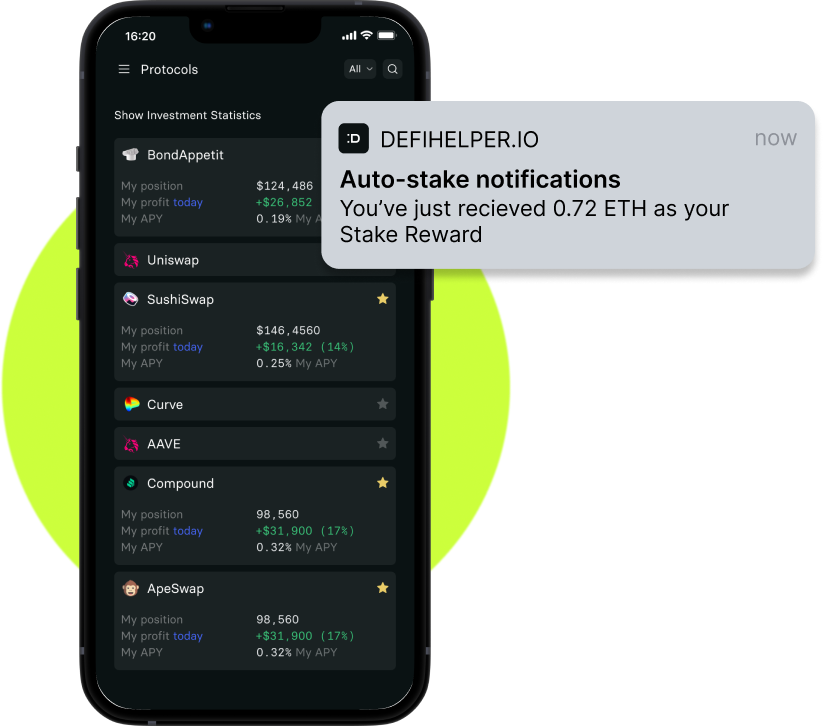 16:20
Protocols
All
Show Investment Statistics
:D DEFIHELPER.IO now
Auto-stake notifications
You’ve just recieved 0.72 ETH as your
Stake Reward
BondAppetit
My position $124,486
My profit today +$26,852
My APY 0.19% My A
Uniswap
SushiSwap
My position $146,4560
My profit today +$16,342 (14%)
My APY 0.25% My APY
Curve
AAVE
Compound
My position 98,560
My profit today +$31,900 (17%)
My APY 0.32% My APY
ApeSwap
My position 98,560
My profit today +$31,900 (17%)
My APY 0.32% My APY